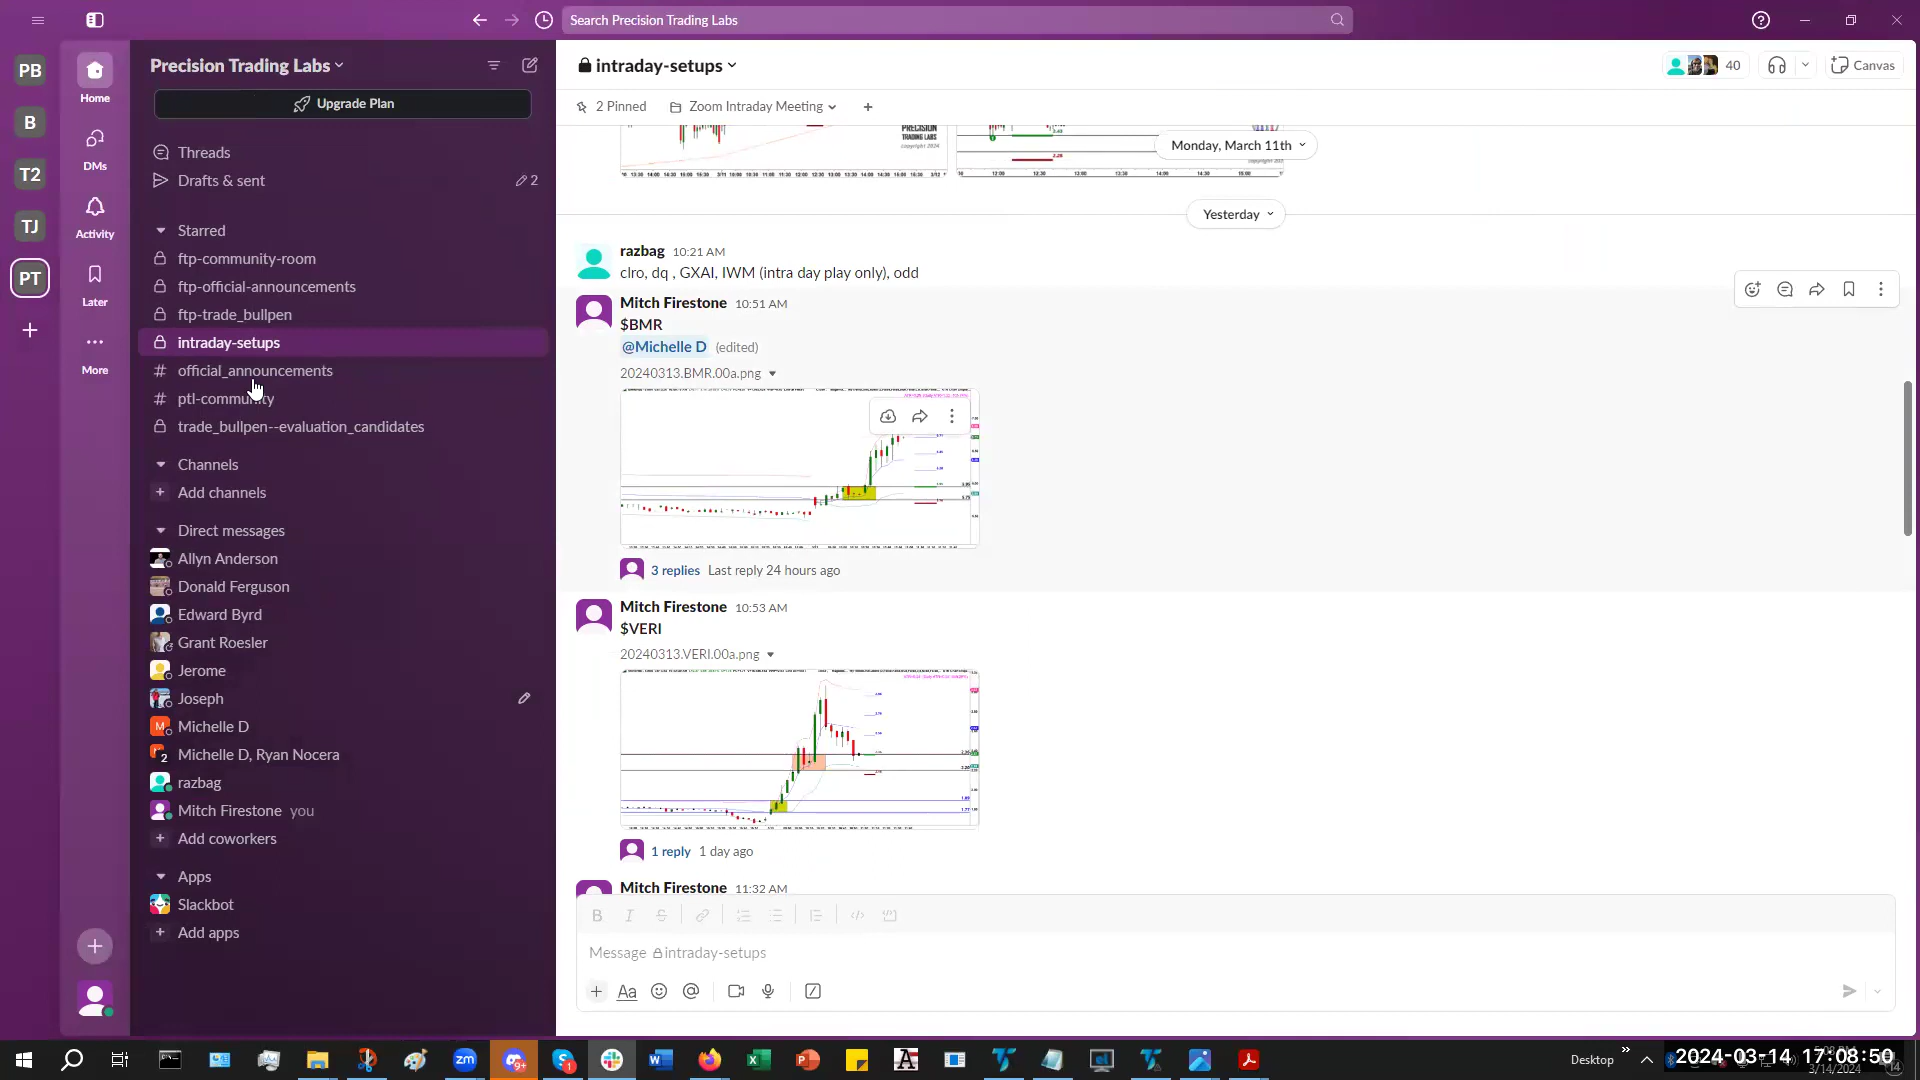 Search Precision Trading Labs
PB
B
T2
TJ
PT
Home
DMs
Activity
Later
More
Precision Trading Labs
Upgrade Plan
Threads
Drafts & sent
2
Starred
ftp-community-room
ftp-official-announcements
ftp-trade_bullpen
intraday-setups
official_announcements
ptl-community
trade_bullpen--evaluation_candidates
Channels
Add channels
Direct messages
Allyn Anderson
Donald Ferguson
Edward Byrd
Grant Roesler
Jerome
Joseph
Michelle D
Michelle D, Ryan Nocera
razbag
Mitch Firestone you
Add coworkers
Apps
Slackbot
Add apps
intraday-setups
40
Canvas
2 Pinned
Zoom Intraday Meeting
PRECISION
TRADING LABS
copyright 2024
Monday, March 11th
Yesterday
razbag 10:21 AM
clro, dq , GXAI, IWM (intra day play only), odd
Mitch Firestone 10:51 AM
$BMR
@Michelle D (edited)
20240313.BMR.00a.png
3 replies Last reply 24 hours ago
Mitch Firestone 10:53 AM
$VERI
20240313.VERI.00a.png
1 reply 1 day ago
Mitch Firestone 11:32 AM
Message intraday-setups
Desktop
2024-03-14 17:08:50
3/14/2024